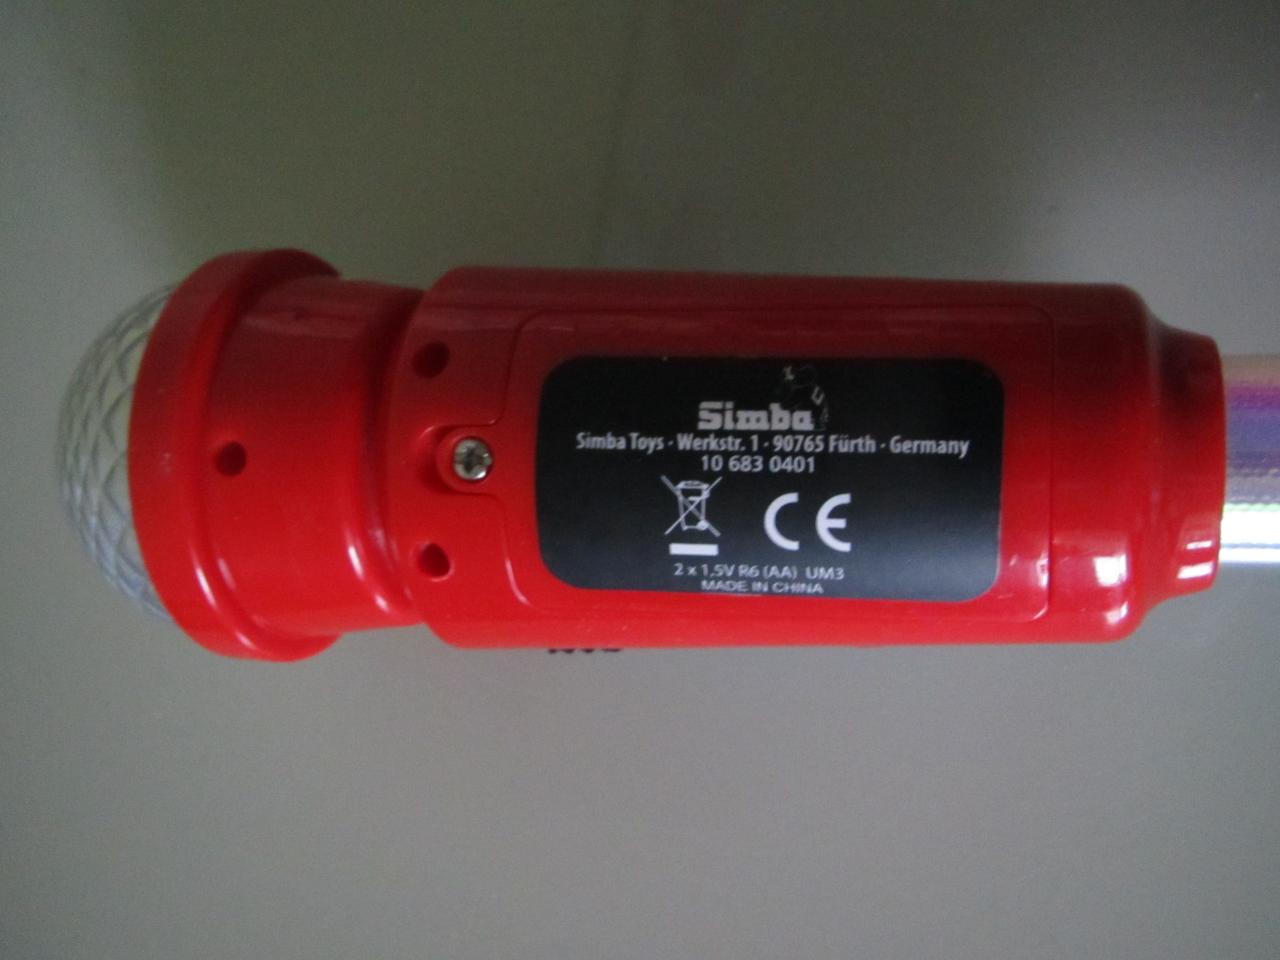 Simba
Simba Toys · Werkstr. 1 · 90765 Fürth · Germany
10 683 0401
CE
2 x 1,5V R6 (AA) UM3
MADE IN CHINA